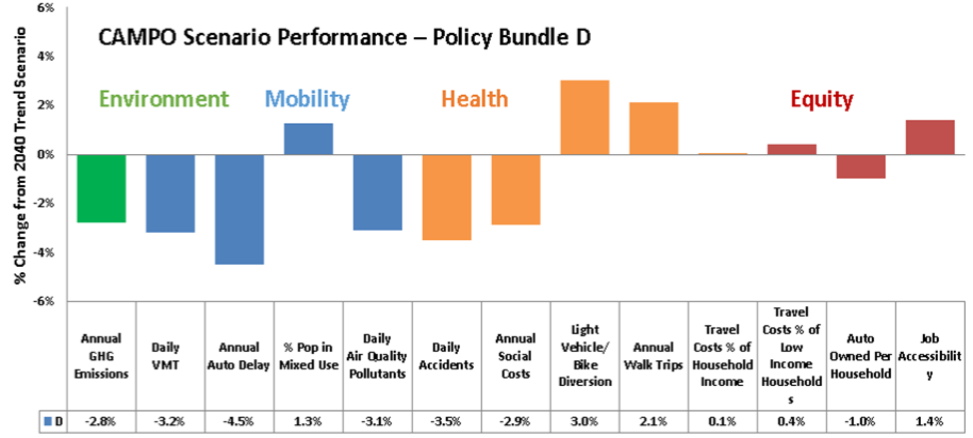 CAMPO Scenario Performance – Policy Bundle D
% Change from 2040 Trend Scenario
6%
4%
2%
0%
-2%
-4%
-6%
Environment
Mobility
Health
Equity
Annual
GHG
Emissions
Daily
VMT
Annual
Auto Delay
% Pop in
Mixed Use
Daily
Air Quality
Pollutants
Daily
Accidents
Annual
Social
Costs
Light
Vehicle/
Bike
Diversion
Annual
Walk Trips
Travel
Costs % of
Household
Income
Travel
Costs % of
Low
Income
Household
s
Auto
Owned Per
Household
Job
Accessibilit
y
D -2.8% -3.2% -4.5% 1.3% -3.1% -3.5% -2.9% 3.0% 2.1% 0.1% 0.4% -1.0% 1.4%